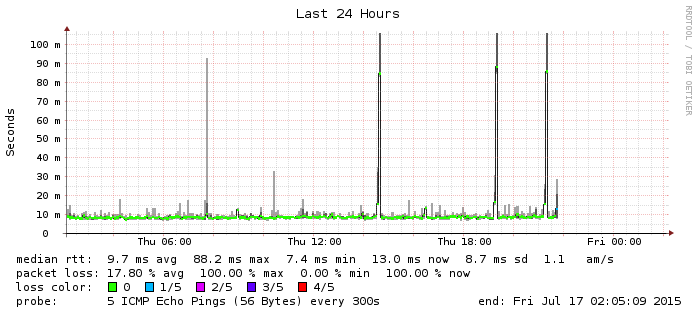 Last 24 Hours
RRDTOOL / TOBI OETIKER
Seconds
100 m
90 m
80 m
70 m
60 m
50 m
40 m
30 m
20 m
10 m
0
Thu 06:00 Thu 12:00 Thu 18:00 Fri 00:00
median rtt: 9.7 ms avg 88.2 ms max 7.4 ms min 13.0 ms now 8.7 ms sd 1.1 am/s
packet loss: 17.80 % avg 100.00 % max 0.00 % min 100.00 % now
loss color: 0 1/5 2/5 3/5 4/5
probe: 5 ICMP Echo Pings (56 Bytes) every 300s end: Fri Jul 17 02:05:09 2015